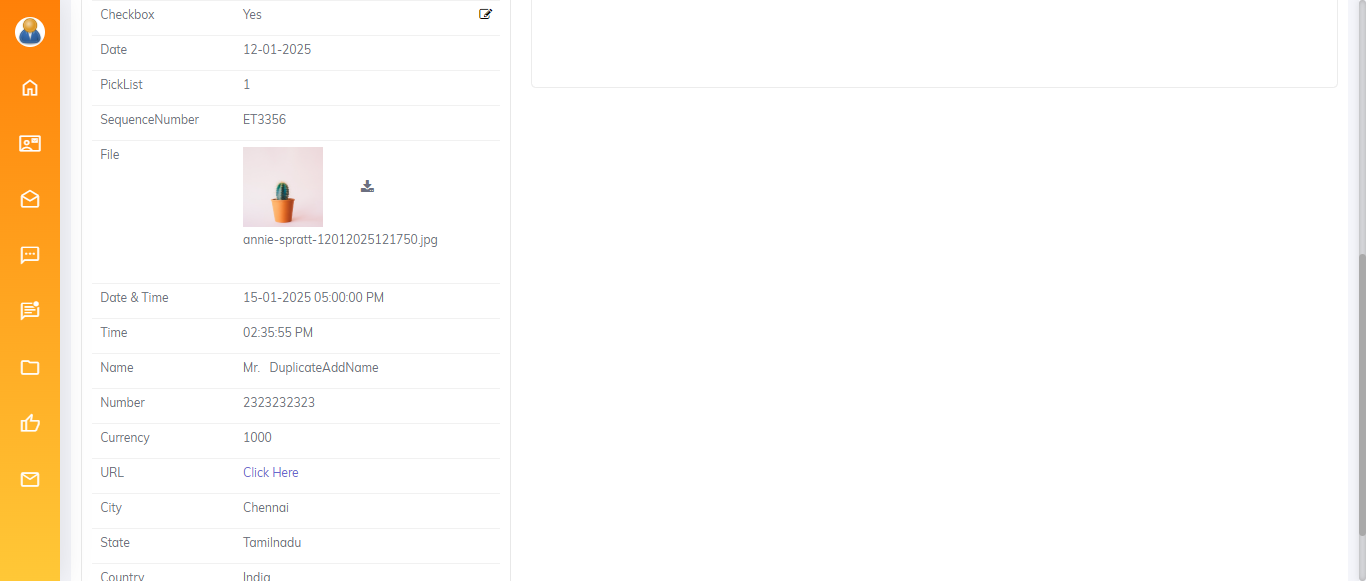 Checkbox Yes
Date 12-01-2025
PickList 1
SequenceNumber ET3356
File
annie-spratt-12012025121750.jpg
Date & Time 15-01-2025 05:00:00 PM
Time 02:35:55 PM
Name Mr. DuplicateAddName
Number 2323232323
Currency 1000
URL Click Here
City Chennai
State Tamilnadu
Country India